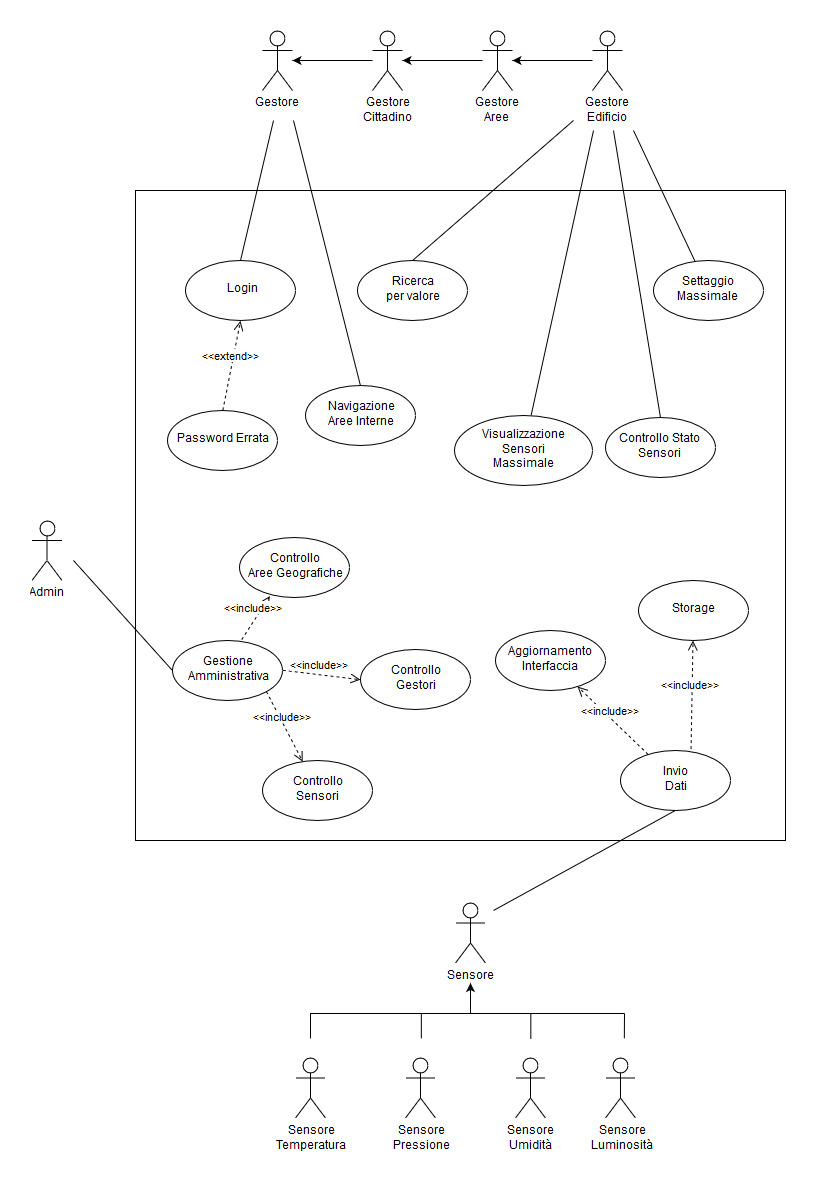 Gestore
Gestore
Cittadino
Gestore
Aree
Gestore
Edificio
Login
Ricerca
per valore
Settaggio
Massimale
<<extend>>
Password Errata
Navigazione
Aree Interne
Visualizzazione
Sensori
Massimale
Controllo Stato
Sensori
Admin
Controllo
Aree Geografiche
<<include>>
Gestione
Amministrativa
<<include>>
Controllo
Gestori
<<include>>
Controllo
Sensori
Aggiornamento
Interfaccia
Storage
<<include>>
<<include>>
Invio
Dati
Sensore
Sensore
Temperatura
Sensore
Pressione
Sensore
Umidità
Sensore
Luminosità